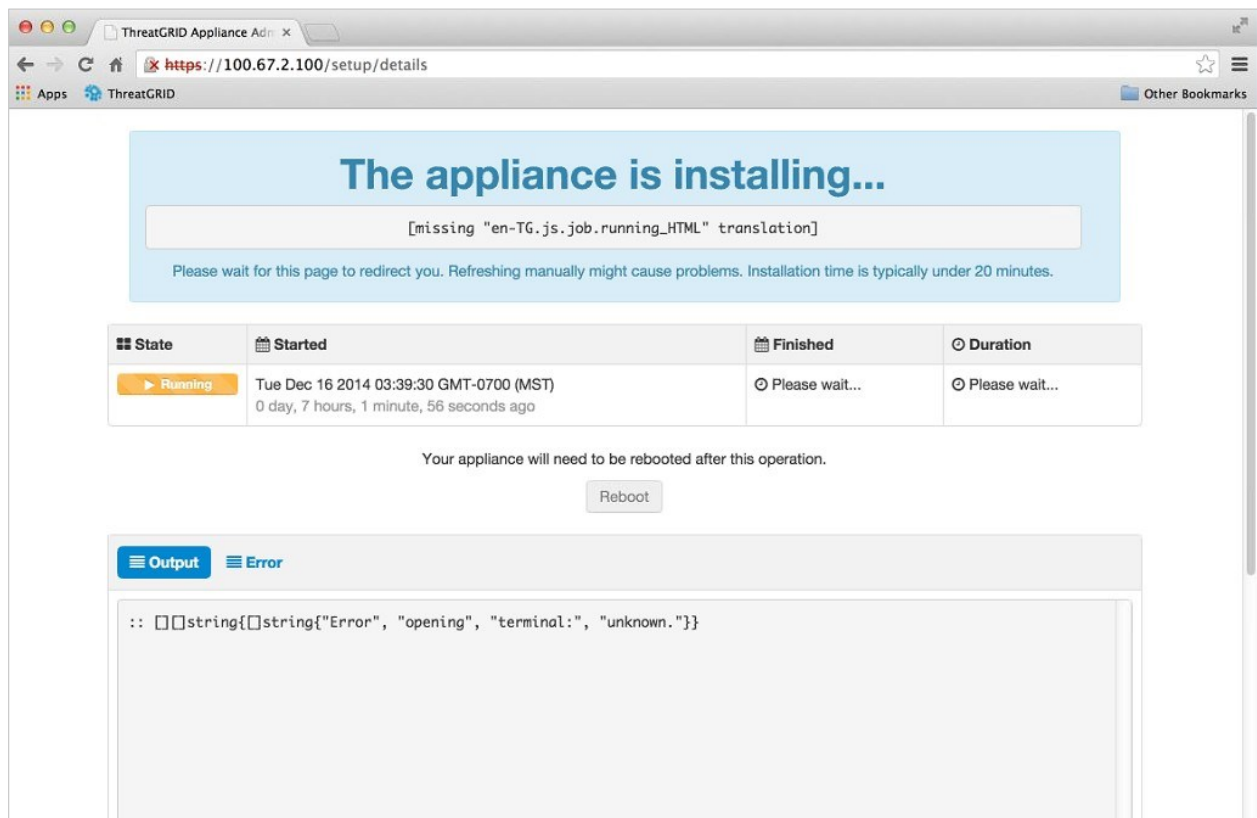 ThreatGRID Appliance Adm
https://100.67.2.100/setup/details
Apps ThreatGRID Other Bookmarks
The appliance is installing...
[missing "en-TG.js.job.running_HTML" translation]
Please wait for this page to redirect you. Refreshing manually might cause problems. Installation time is typically under 20 minutes.
State Started Finished Duration
Running Tue Dec 16 2014 03:39:30 GMT-0700 (MST) Please wait... Please wait...
0 day, 7 hours, 1 minute, 56 seconds ago
Your appliance will need to be rebooted after this operation.
Reboot
Output Error
:: [][]string{[]string{"Error", "opening", "terminal:", "unknown."}}